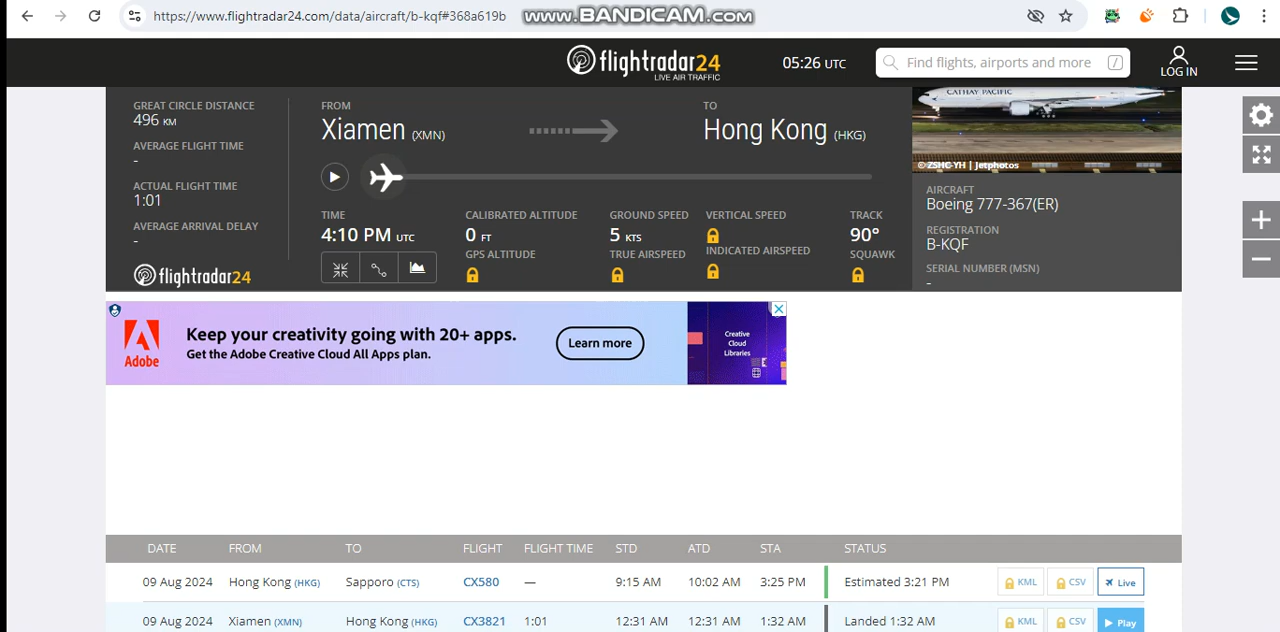 https://www.flightradar24.com/data/aircraft/b-kqf#368a619b
www.BANDICAM.com
flightradar24
LIVE AIR TRAFFIC
05:26 UTC
Find flights, airports and more /
LOG IN
GREAT CIRCLE DISTANCE
496 KM
AVERAGE FLIGHT TIME
-
ACTUAL FLIGHT TIME
1:01
AVERAGE ARRIVAL DELAY
-
flightradar24
FROM
Xiamen (XMN)
TO
Hong Kong (HKG)
TIME
4:10 PM UTC
CALIBRATED ALTITUDE
0 FT
GPS ALTITUDE
GROUND SPEED
5 KTS
TRUE AIRSPEED
VERTICAL SPEED
INDICATED AIRSPEED
TRACK
90°
SQUAWK
CATHAY PACIFIC
© ZSHC-YH | Jetphotos
AIRCRAFT
Boeing 777-367(ER)
REGISTRATION
B-KQF
SERIAL NUMBER (MSN)
-
Adobe
Keep your creativity going with 20+ apps.
Get the Adobe Creative Cloud All Apps plan.
Learn more
Creative
Cloud
Libraries
DATE FROM TO FLIGHT FLIGHT TIME STD ATD STA STATUS
09 Aug 2024 Hong Kong (HKG) Sapporo (CTS) CX580 — 9:15 AM 10:02 AM 3:25 PM Estimated 3:21 PM KML CSV Live
09 Aug 2024 Xiamen (XMN) Hong Kong (HKG) CX3821 1:01 12:31 AM 12:31 AM 1:32 AM Landed 1:32 AM KML CSV Play